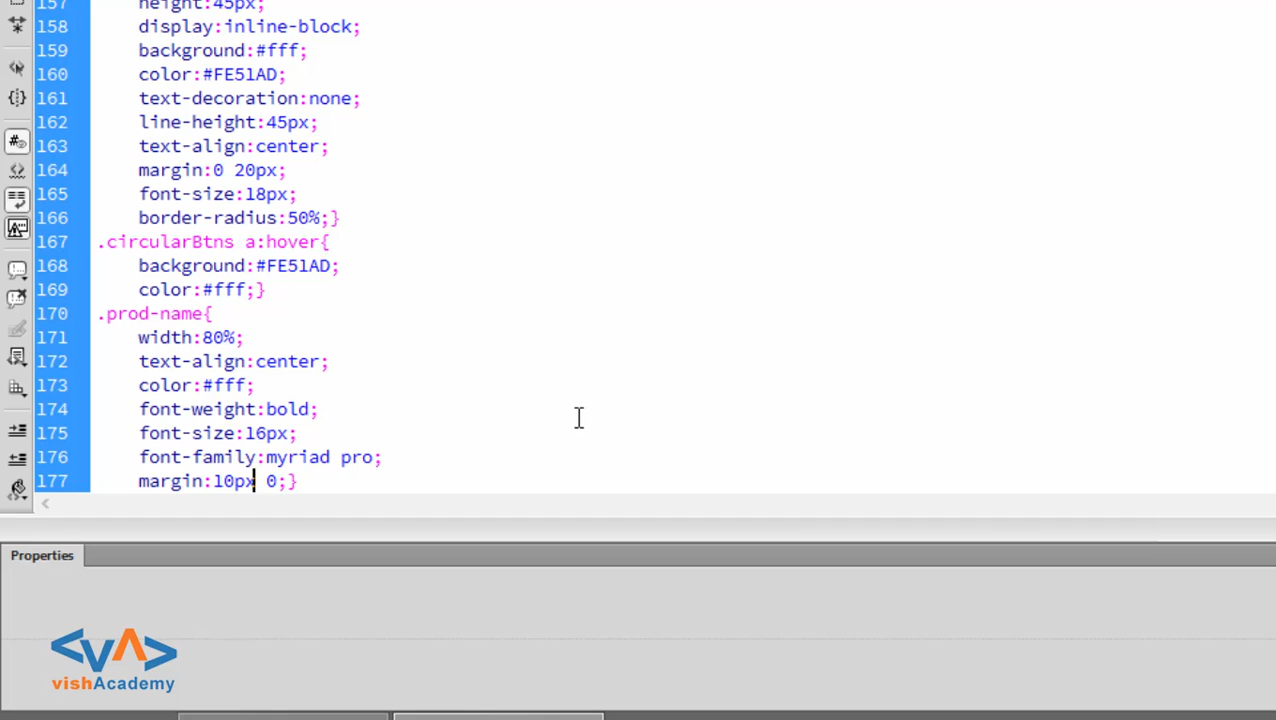 157 height:45px;
158 display:inline-block;
159 background:#fff;
160 color:#FE51AD;
161 text-decoration:none;
162 line-height:45px;
163 text-align:center;
164 margin:0 20px;
165 font-size:18px;
166 border-radius:50%;}
167 .circularBtns a:hover{
168 background:#FE51AD;
169 color:#fff;}
170 .prod-name{
171 width:80%;
172 text-align:center;
173 color:#fff;
174 font-weight:bold;
175 font-size:16px;
176 font-family:myriad pro;
177 margin:10px 0;}
Properties
<VA>
vishAcademy